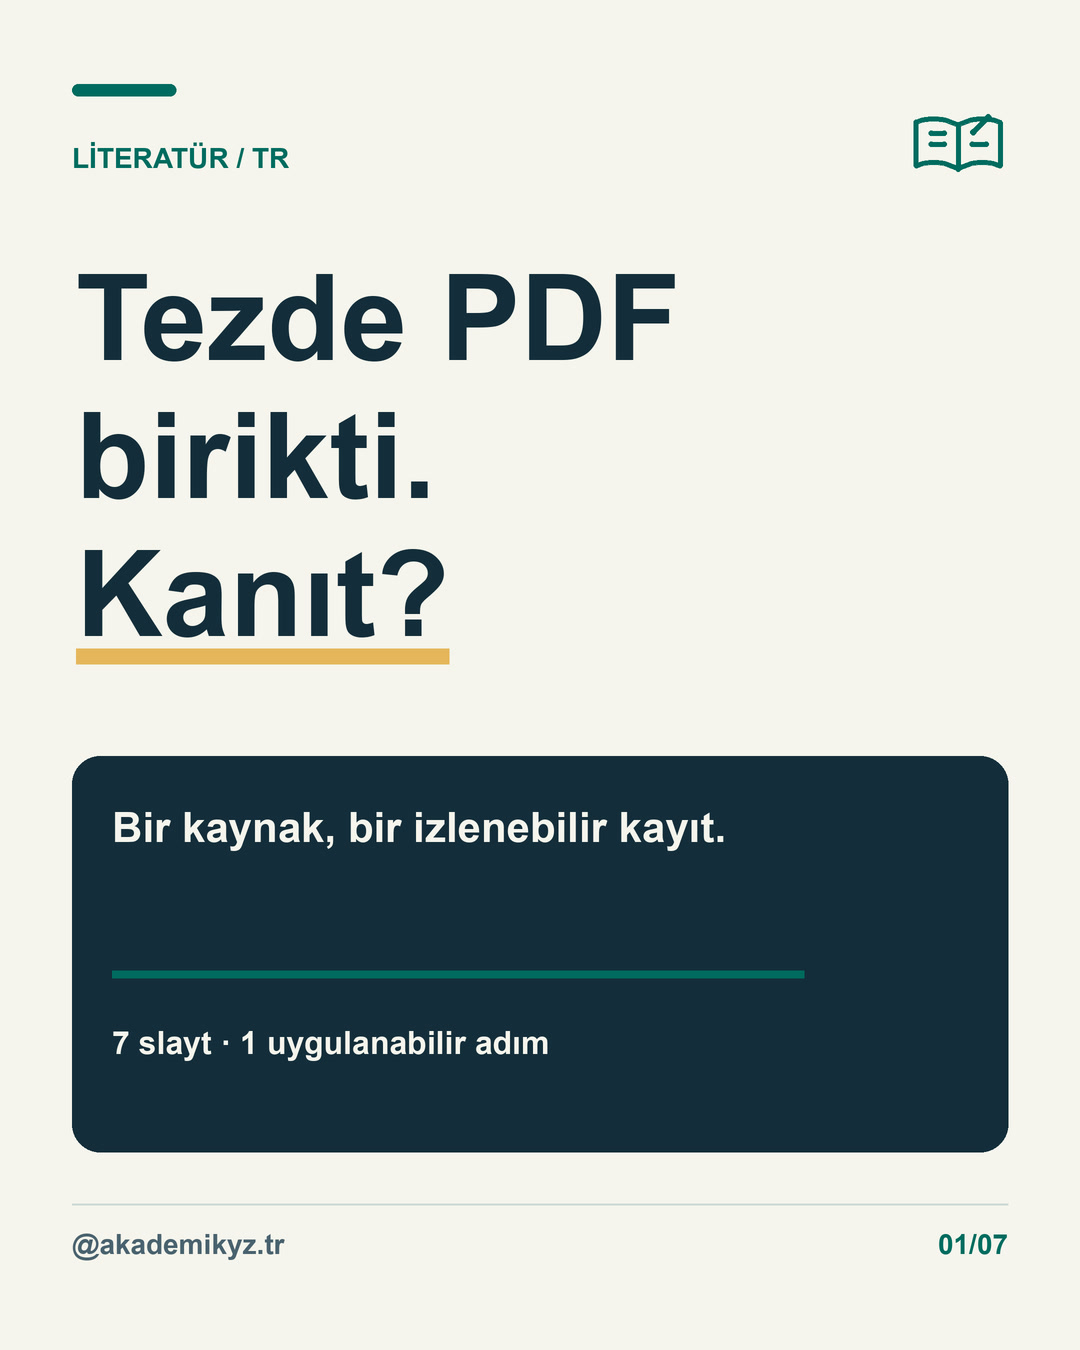 LİTERATÜR / TR
Tezde PDF
birikti.
Kanıt?
Bir kaynak, bir izlenebilir kayıt.
7 slayt · 1 uygulanabilir adım
@akademikyz.tr
01/07